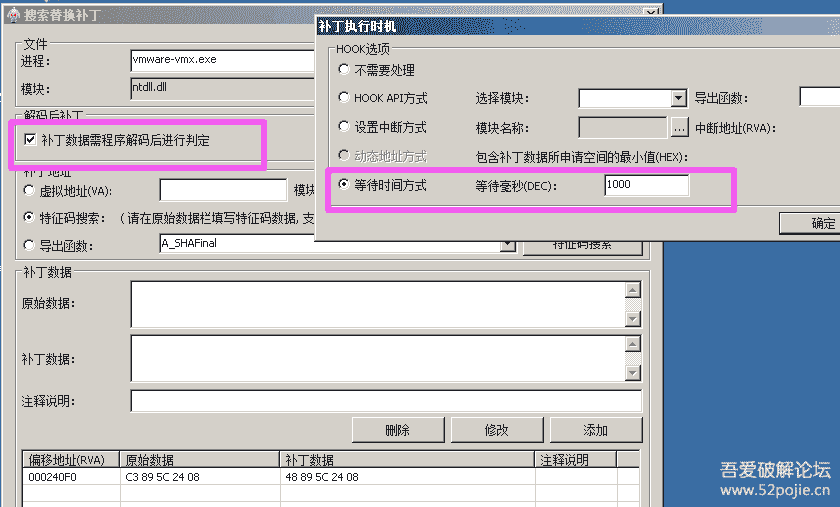 搜索替换补丁
文件
进程:
vmware-vmx.exe
模块:
ntdll.dll
解码后补丁
补丁数据需程序解码后进行判定
补丁地址
虚拟地址(VA):
模块
特征码搜索: (请在原始数据栏填写特征码数据, 支
导出函数:
A_SHAFinal
特征码搜索
补丁数据
原始数据:
补丁数据:
注释说明:
删除
修改
添加
偏移地址(RVA) 原始数据 补丁数据 注释说明
000240F0 C3 89 5C 24 08 48 89 5C 24 08
补丁执行时机
HOOK选项
不需要处理
HOOK API方式 选择模块: 导出函数:
设置中断方式 模块名称: ... 中断地址(RVA):
动态地址方式 包含补丁数据所申请空间的最小值(HEX):
等待时间方式 等待毫秒(DEC): 1000
确定
吾爱破解论坛
www.52pojie.cn